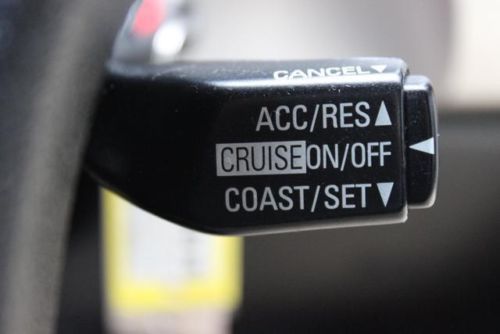 CANCEL▼
ACC/RES▲
CRUISE ON/OFF ◀
COAST/SET▼